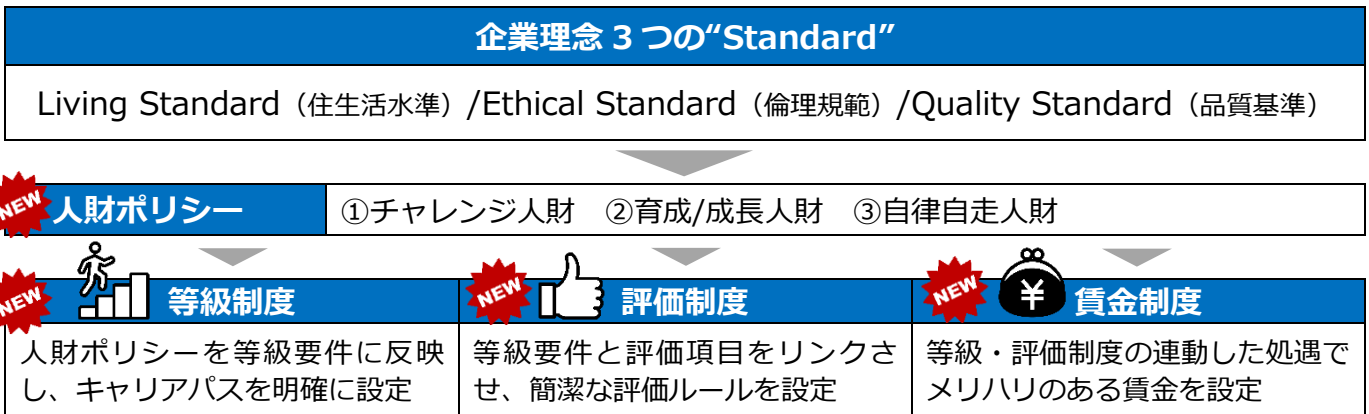 企業理念 3 つの“Standard”
Living Standard（住生活水準）/Ethical Standard（倫理規範）/Quality Standard（品質基準）
NEW 人財ポリシー
①チャレンジ人財　②育成/成長人財　③自律自走人財
NEW 等級制度
人財ポリシーを等級要件に反映
し、キャリアパスを明確に設定
NEW 評価制度
等級要件と評価項目をリンクさ
せ、簡潔な評価ルールを設定
NEW ¥ 賃金制度
等級・評価制度の連動した処遇で
メリハリのある賃金を設定